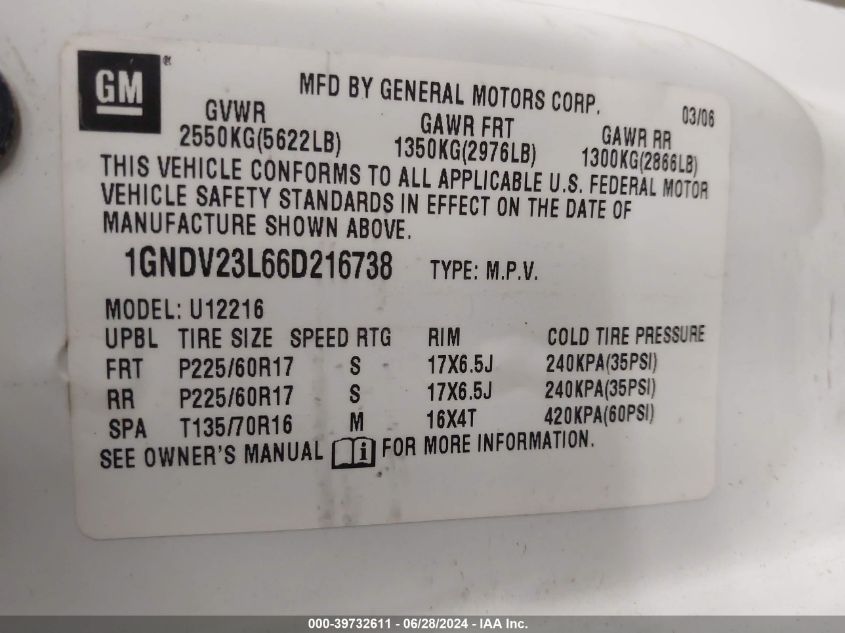 GM
MFD BY GENERAL MOTORS CORP. 03/06
GVWR GAWR FRT GAWR RR
2550KG(5622LB) 1350KG(2976LB) 1300KG(2866LB)
THIS VEHICLE CONFORMS TO ALL APPLICABLE U.S. FEDERAL MOTOR
VEHICLE SAFETY STANDARDS IN EFFECT ON THE DATE OF
MANUFACTURE SHOWN ABOVE.
1GNDV23L66D216738 TYPE: M.P.V.
MODEL: U12216
UPBL TIRE SIZE SPEED RTG RIM COLD TIRE PRESSURE
FRT P225/60R17 S 17X6.5J 240KPA(35PSI)
RR P225/60R17 S 17X6.5J 240KPA(35PSI)
SPA T135/70R16 M 16X4T 420KPA(60PSI)
SEE OWNER'S MANUAL i FOR MORE INFORMATION.
000-39732611 - 06/28/2024 - IAA Inc.